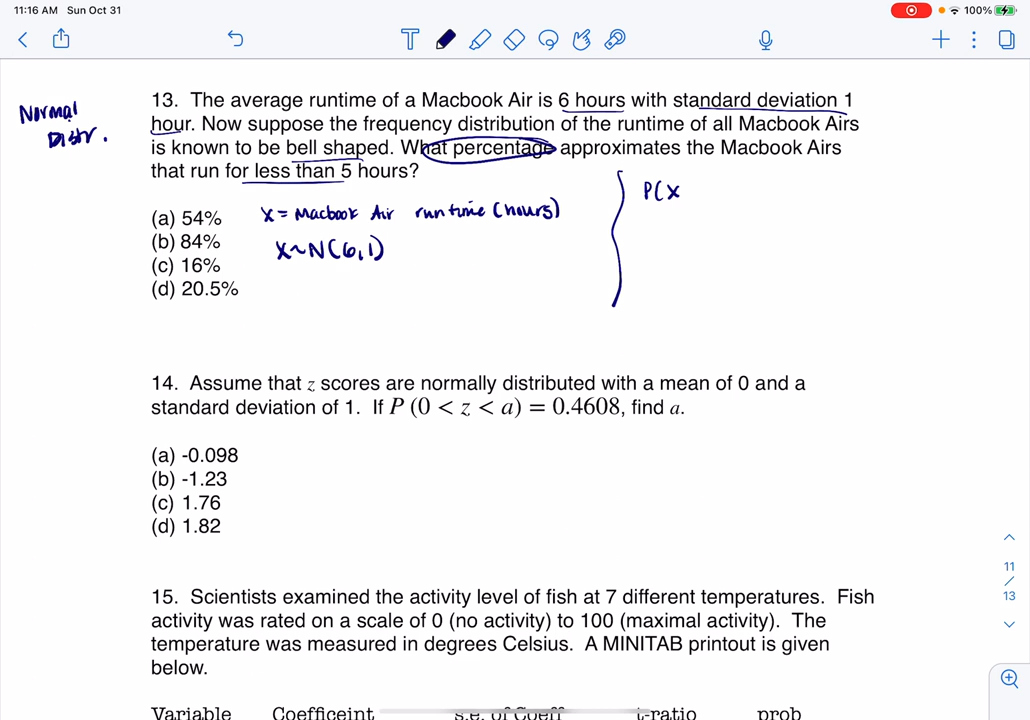 11:16 AM Sun Oct 31
100%
Normal
Distr.
13. The average runtime of a Macbook Air is 6 hours with standard deviation 1
hour. Now suppose the frequency distribution of the runtime of all Macbook Airs
is known to be bell shaped. What percentage approximates the Macbook Airs
that run for less than 5 hours?
P(x
(a) 54%
x = Macbook Air runtime (hours)
(b) 84%
x~N(6,1)
(c) 16%
(d) 20.5%
14. Assume that z scores are normally distributed with a mean of 0 and a
standard deviation of 1. If P (0 < z < a) = 0.4608, find a.
(a) -0.098
(b) -1.23
(c) 1.76
(d) 1.82
11
/
13
15. Scientists examined the activity level of fish at 7 different temperatures. Fish
activity was rated on a scale of 0 (no activity) to 100 (maximal activity). The
temperature was measured in degrees Celsius. A MINITAB printout is given
below.
Variable Coefficeint s.e. of Coeff t-ratio prob